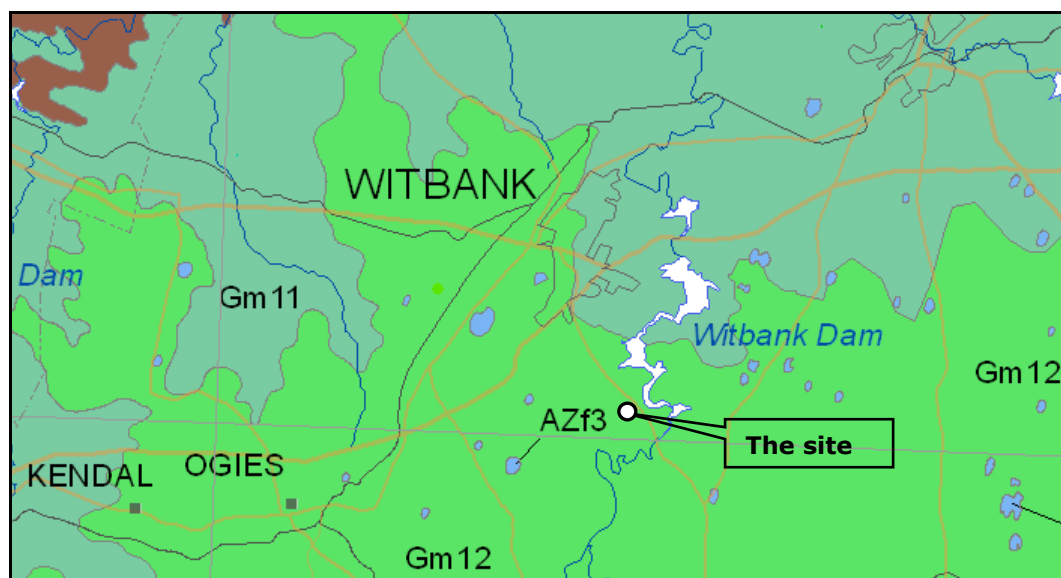 WITBANK
Dam
Gm11
Witbank Dam
Gm12
AZf3
The site
KENDAL
OGIES
Gm12